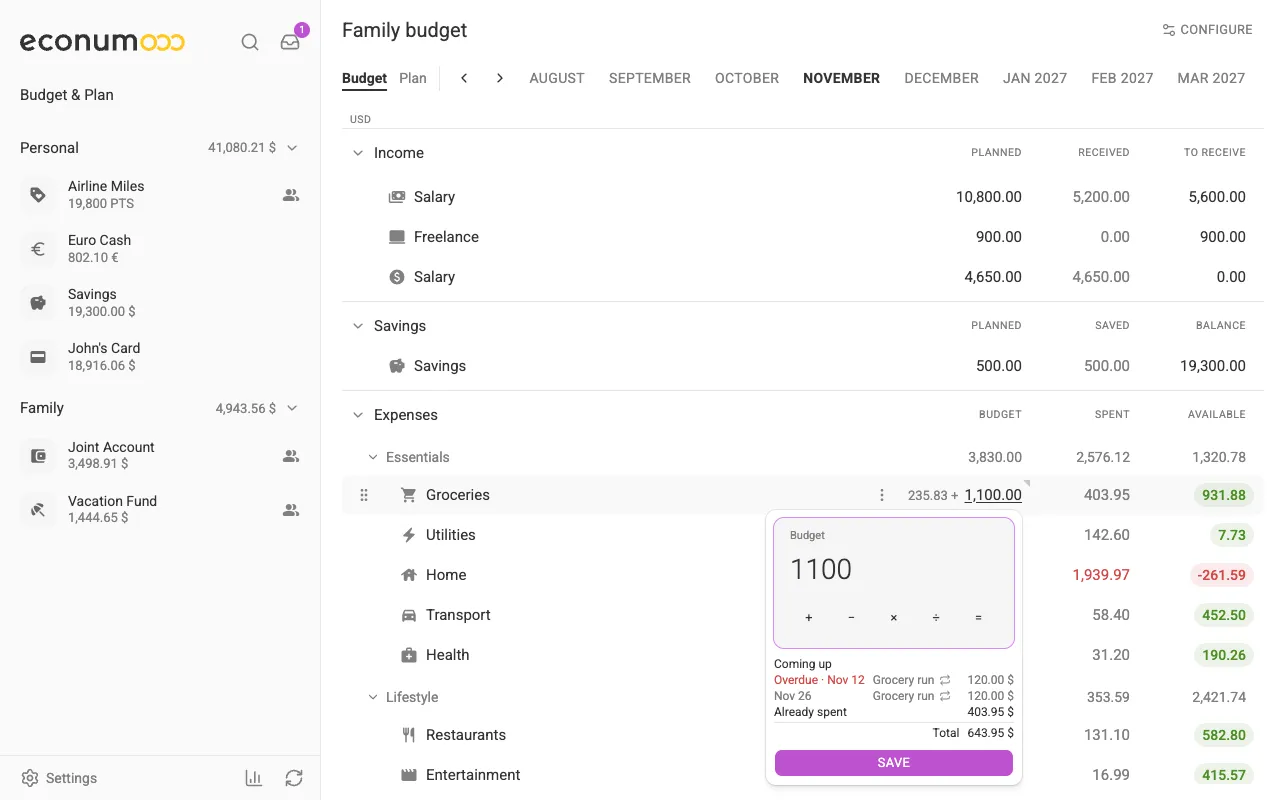 econumo
1
Budget & Plan
Personal 41,080.21 $
Airline Miles
19,800 PTS
Euro Cash
802.10 €
Savings
19,300.00 $
John's Card
18,916.06 $
Family 4,943.56 $
Joint Account
3,498.91 $
Vacation Fund
1,444.65 $
Settings
Family budget
CONFIGURE
Budget Plan AUGUST SEPTEMBER OCTOBER NOVEMBER DECEMBER JAN 2027 FEB 2027 MAR 2027
USD
Income PLANNED RECEIVED TO RECEIVE
Salary 10,800.00 5,200.00 5,600.00
Freelance 900.00 0.00 900.00
Salary 4,650.00 4,650.00 0.00
Savings PLANNED SAVED BALANCE
Savings 500.00 500.00 19,300.00
Expenses BUDGET SPENT AVAILABLE
Essentials 3,830.00 2,576.12 1,320.78
Groceries 235.83 + 1,100.00 403.95 931.88
Utilities 142.60 7.73
Home 1,939.97 -261.59
Transport 58.40 452.50
Health 31.20 190.26
Lifestyle 353.59 2,421.74
Restaurants 131.10 582.80
Entertainment 16.99 415.57
Budget
1100
+ − × ÷ =
Coming up
Overdue · Nov 12 Grocery run 120.00 $
Nov 26 Grocery run 120.00 $
Already spent 403.95 $
Total 643.95 $
SAVE